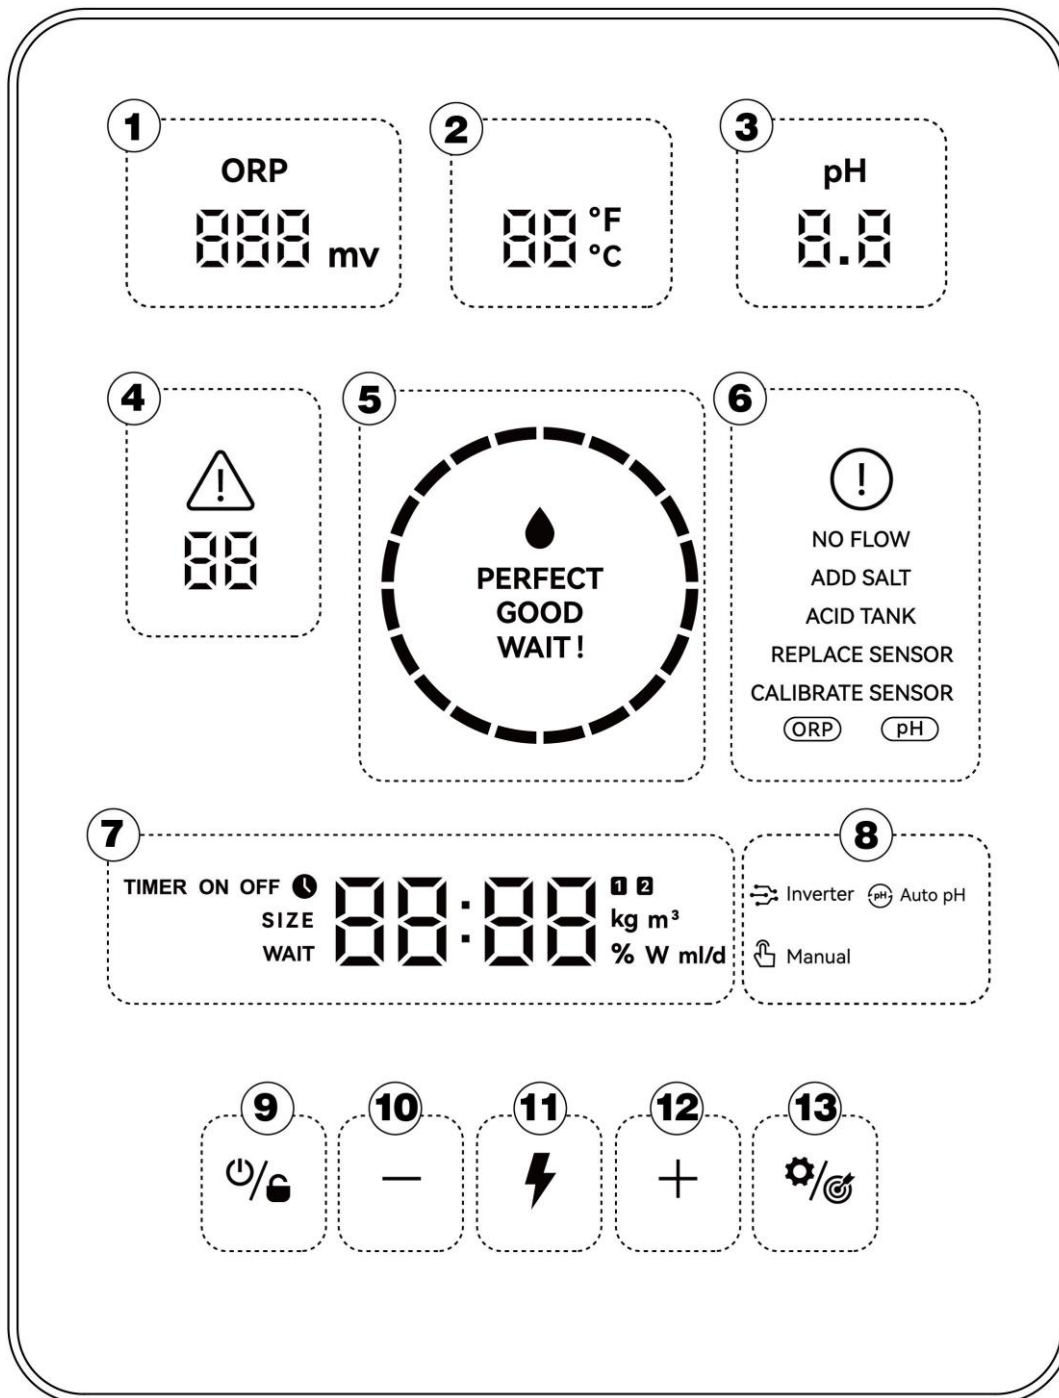 1
ORP
888 mv
2
88 °F
°C
3
pH
8.8
4
!
88
5
PERFECT
GOOD
WAIT !
6
!
NO FLOW
ADD SALT
ACID TANK
REPLACE SENSOR
CALIBRATE SENSOR
ORP pH
7
TIMER ON OFF
SIZE
WAIT
88:88
1 2
kg m³
% W ml/d
8
Inverter pH Auto pH
Manual
9
/
10
−
11
12
+
13
/